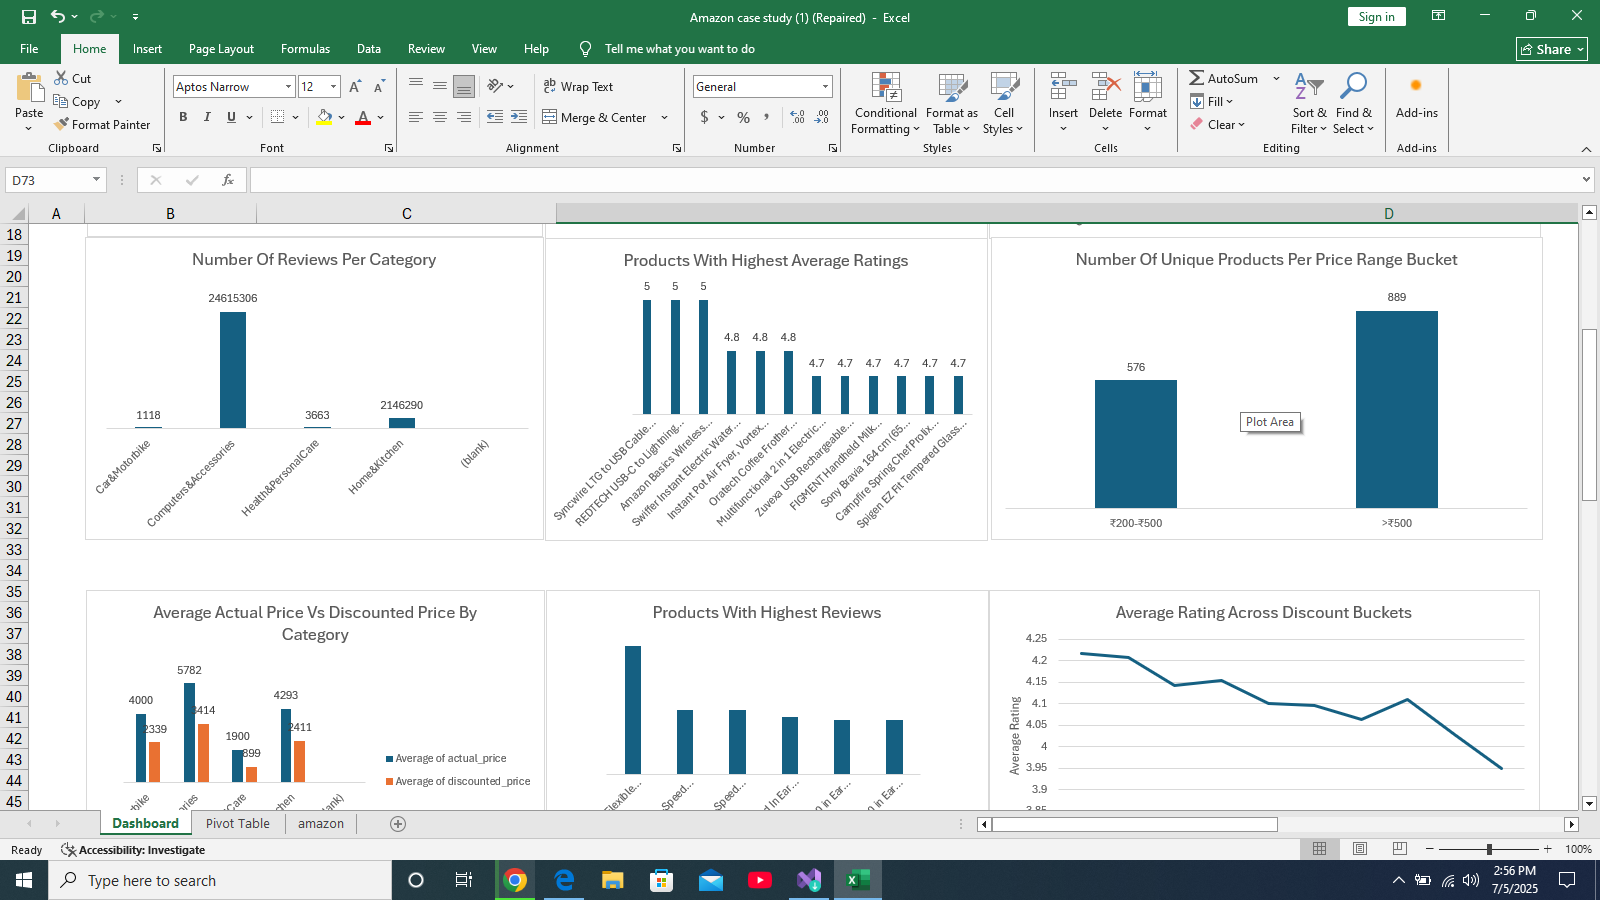 Amazon case study (1) (Repaired) - Excel
Sign in
File Home Insert Page Layout Formulas Data Review View Help Tell me what you want to do
Share
Paste
Cut
Copy
Format Painter
Clipboard
Aptos Narrow 12
B I U
Font
Wrap Text
Merge & Center
Alignment
General
$ % ,
Number
Conditional Formatting
Format as Table
Cell Styles
Styles
Insert Delete Format
Cells
AutoSum
Fill
Clear
Sort & Filter
Find & Select
Editing
Add-ins
Add-ins
D73
fx
A B C D
18
19
20
21
22
23
24
25
26
27
28
29
30
31
32
33
34
35
36
37
38
39
40
41
42
43
44
45
Number Of Reviews Per Category
24615306
2146290
1118
3663
Car&Motorbike
Computers&Accessories
Health&PersonalCare
Home&Kitchen
(blank)
Products With Highest Average Ratings
5 5 5
4.8 4.8 4.8
4.7 4.7 4.7 4.7 4.7 4.7
Syncwire LTG to USB Cable...
REDTECH USB-C to Lightning...
Amazon Basics Wireless...
Swiffer Instant Electric Water...
Instant Pot Air Fryer, Vortex...
Oratech Coffee Frother...
Multifunctional 2 in 1 Electric...
Zuvexa USB Rechargeable...
FIGMENT Handheld Milk...
Sony Bravia 164 cm (65...
Campfire Spring Chef Prolix...
Spigen EZ Fit Tempered Glass...
Number Of Unique Products Per Price Range Bucket
889
576
Plot Area
₹200-₹500
>₹500
Average Actual Price Vs Discounted Price By
Category
5782
4000
4293
3414
2339
2411
1900
899
Average of actual_price
Average of discounted_price
Products With Highest Reviews
Flexible...
Speed...
Speed...
d In Ear...
n in Ear...
n in Ear...
Average Rating Across Discount Buckets
Average Rating
4.25
4.2
4.15
4.1
4.05
4
3.95
3.9
3.85
Dashboard Pivot Table amazon
Ready
Accessibility: Investigate
100%
Type here to search
2:56 PM
7/5/2025